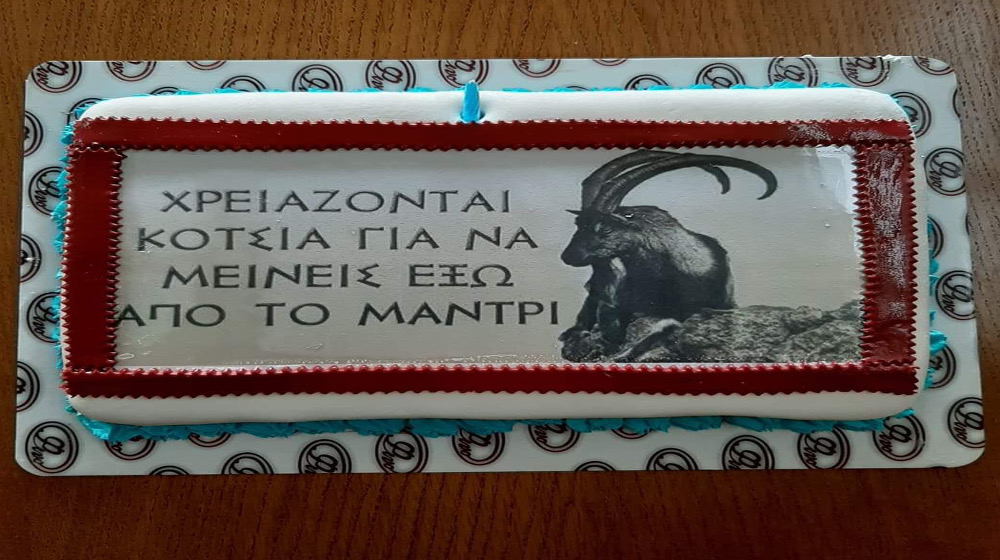 ΧΡΕΙΑΖΟΝΤΑΙ
ΚΟΤΣΙΑ ΓΙΑ ΝΑ
ΜΕΙΝΕΙΣ ΕΞΩ
ΑΠΟ ΤΟ ΜΑΝΤΡΙ